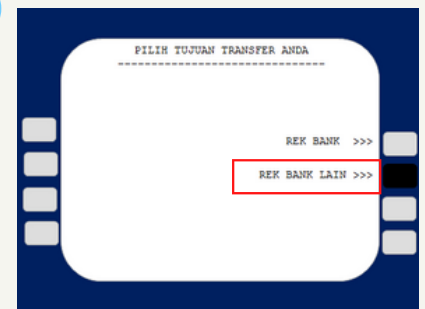 PILIH TUJUAN TRANSFER ANDA
-------------------------------
REK BANK >>>
REK BANK LAIN >>>